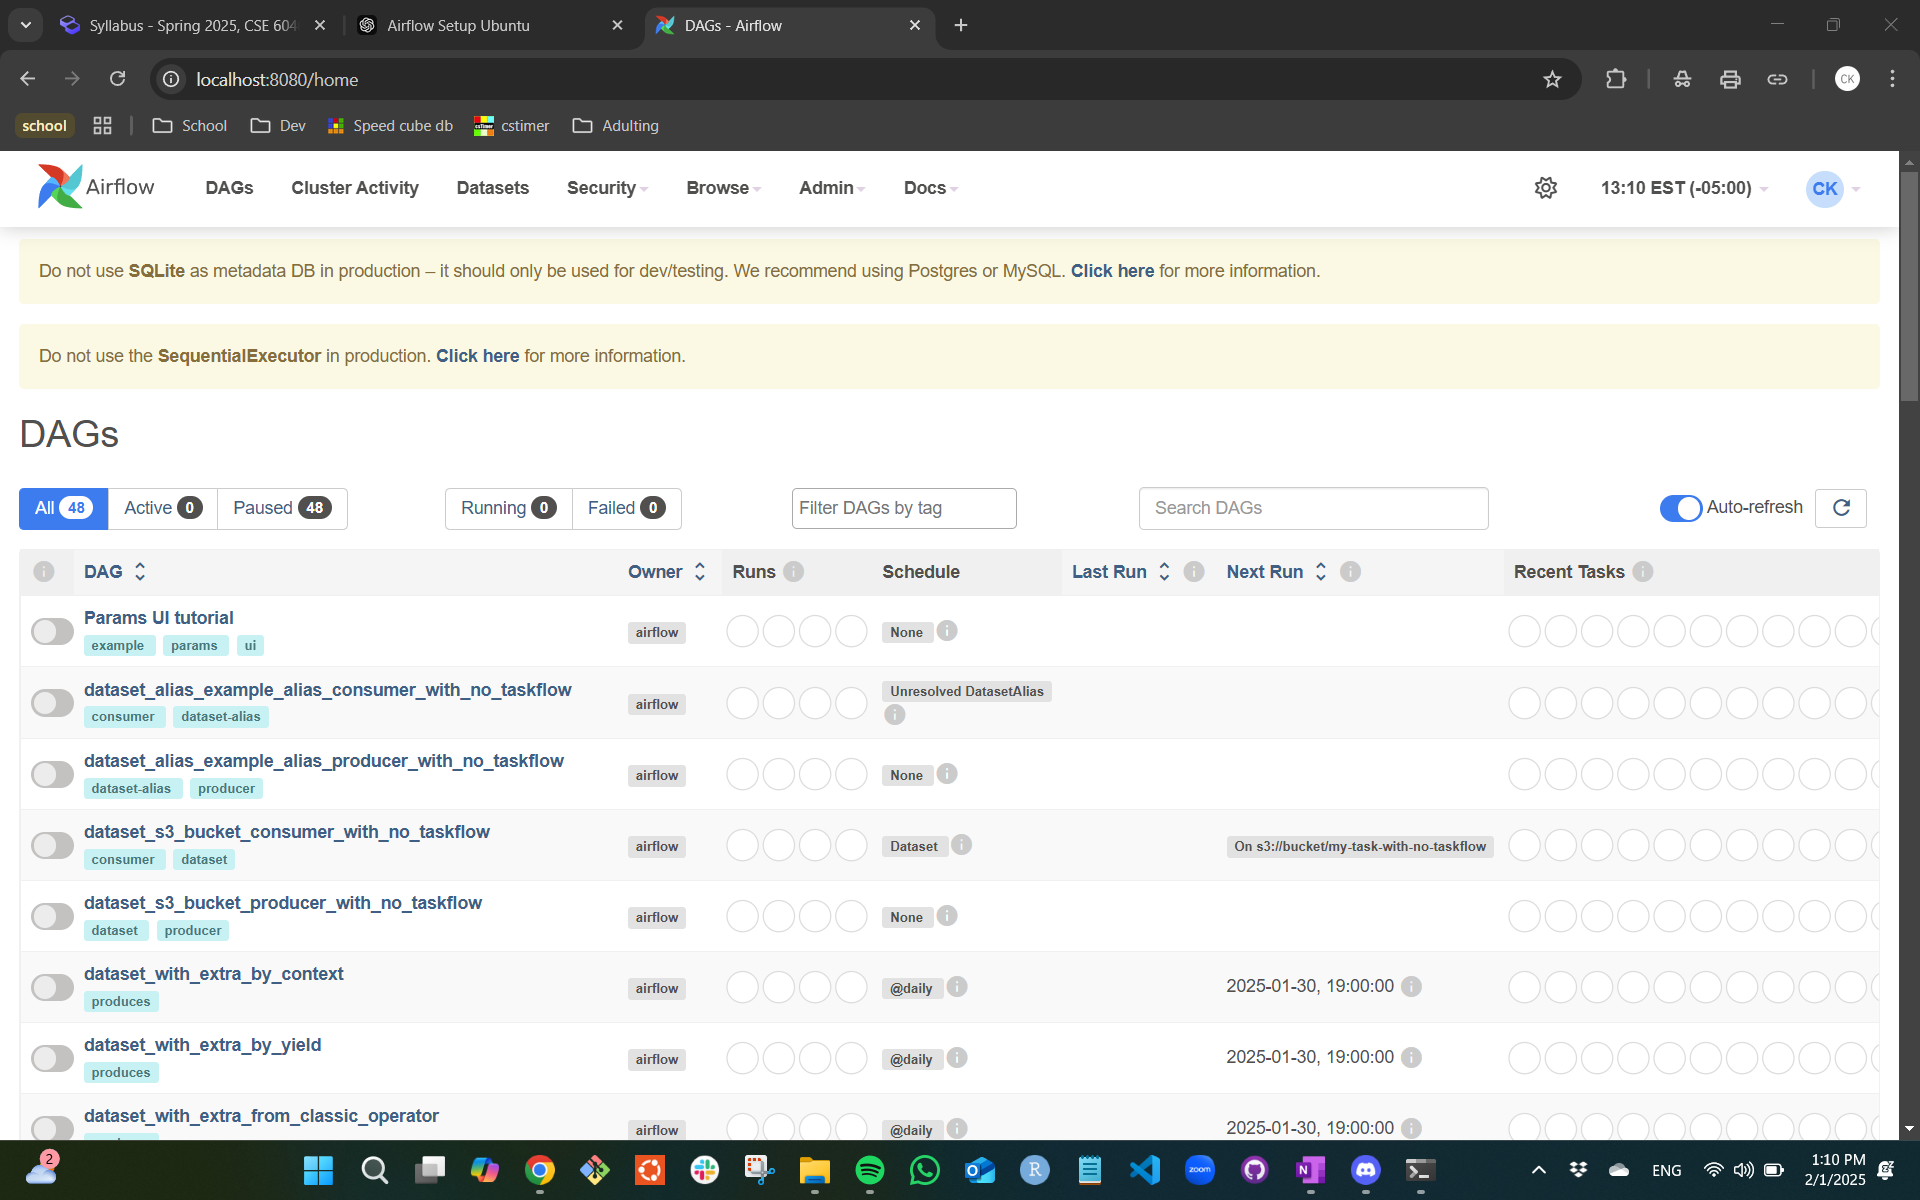 Syllabus - Spring 2025, CSE 604
Airflow Setup Ubuntu
DAGs - Airflow
localhost:8080/home
CK
school
School
Dev
Speed cube db
cstimer
Adulting
Airflow
DAGs
Cluster Activity
Datasets
Security
Browse
Admin
Docs
13:10 EST (-05:00)
CK
Do not use SQLite as metadata DB in production – it should only be used for dev/testing. We recommend using Postgres or MySQL. Click here for more information.
Do not use the SequentialExecutor in production. Click here for more information.
DAGs
All 48
Active 0
Paused 48
Running 0
Failed 0
Filter DAGs by tag
Search DAGs
Auto-refresh
DAG Owner Runs Schedule Last Run Next Run Recent Tasks
Params UI tutorial
example params ui
airflow
None
dataset_alias_example_alias_consumer_with_no_taskflow
consumer dataset-alias
airflow
Unresolved DatasetAlias
dataset_alias_example_alias_producer_with_no_taskflow
dataset-alias producer
airflow
None
dataset_s3_bucket_consumer_with_no_taskflow
consumer dataset
airflow
Dataset
On s3://bucket/my-task-with-no-taskflow
dataset_s3_bucket_producer_with_no_taskflow
dataset producer
airflow
None
dataset_with_extra_by_context
produces
airflow
@daily
2025-01-30, 19:00:00
dataset_with_extra_by_yield
produces
airflow
@daily
2025-01-30, 19:00:00
dataset_with_extra_from_classic_operator
airflow
@daily
2025-01-30, 19:00:00
2
zoom
ENG
1:10 PM
2/1/2025